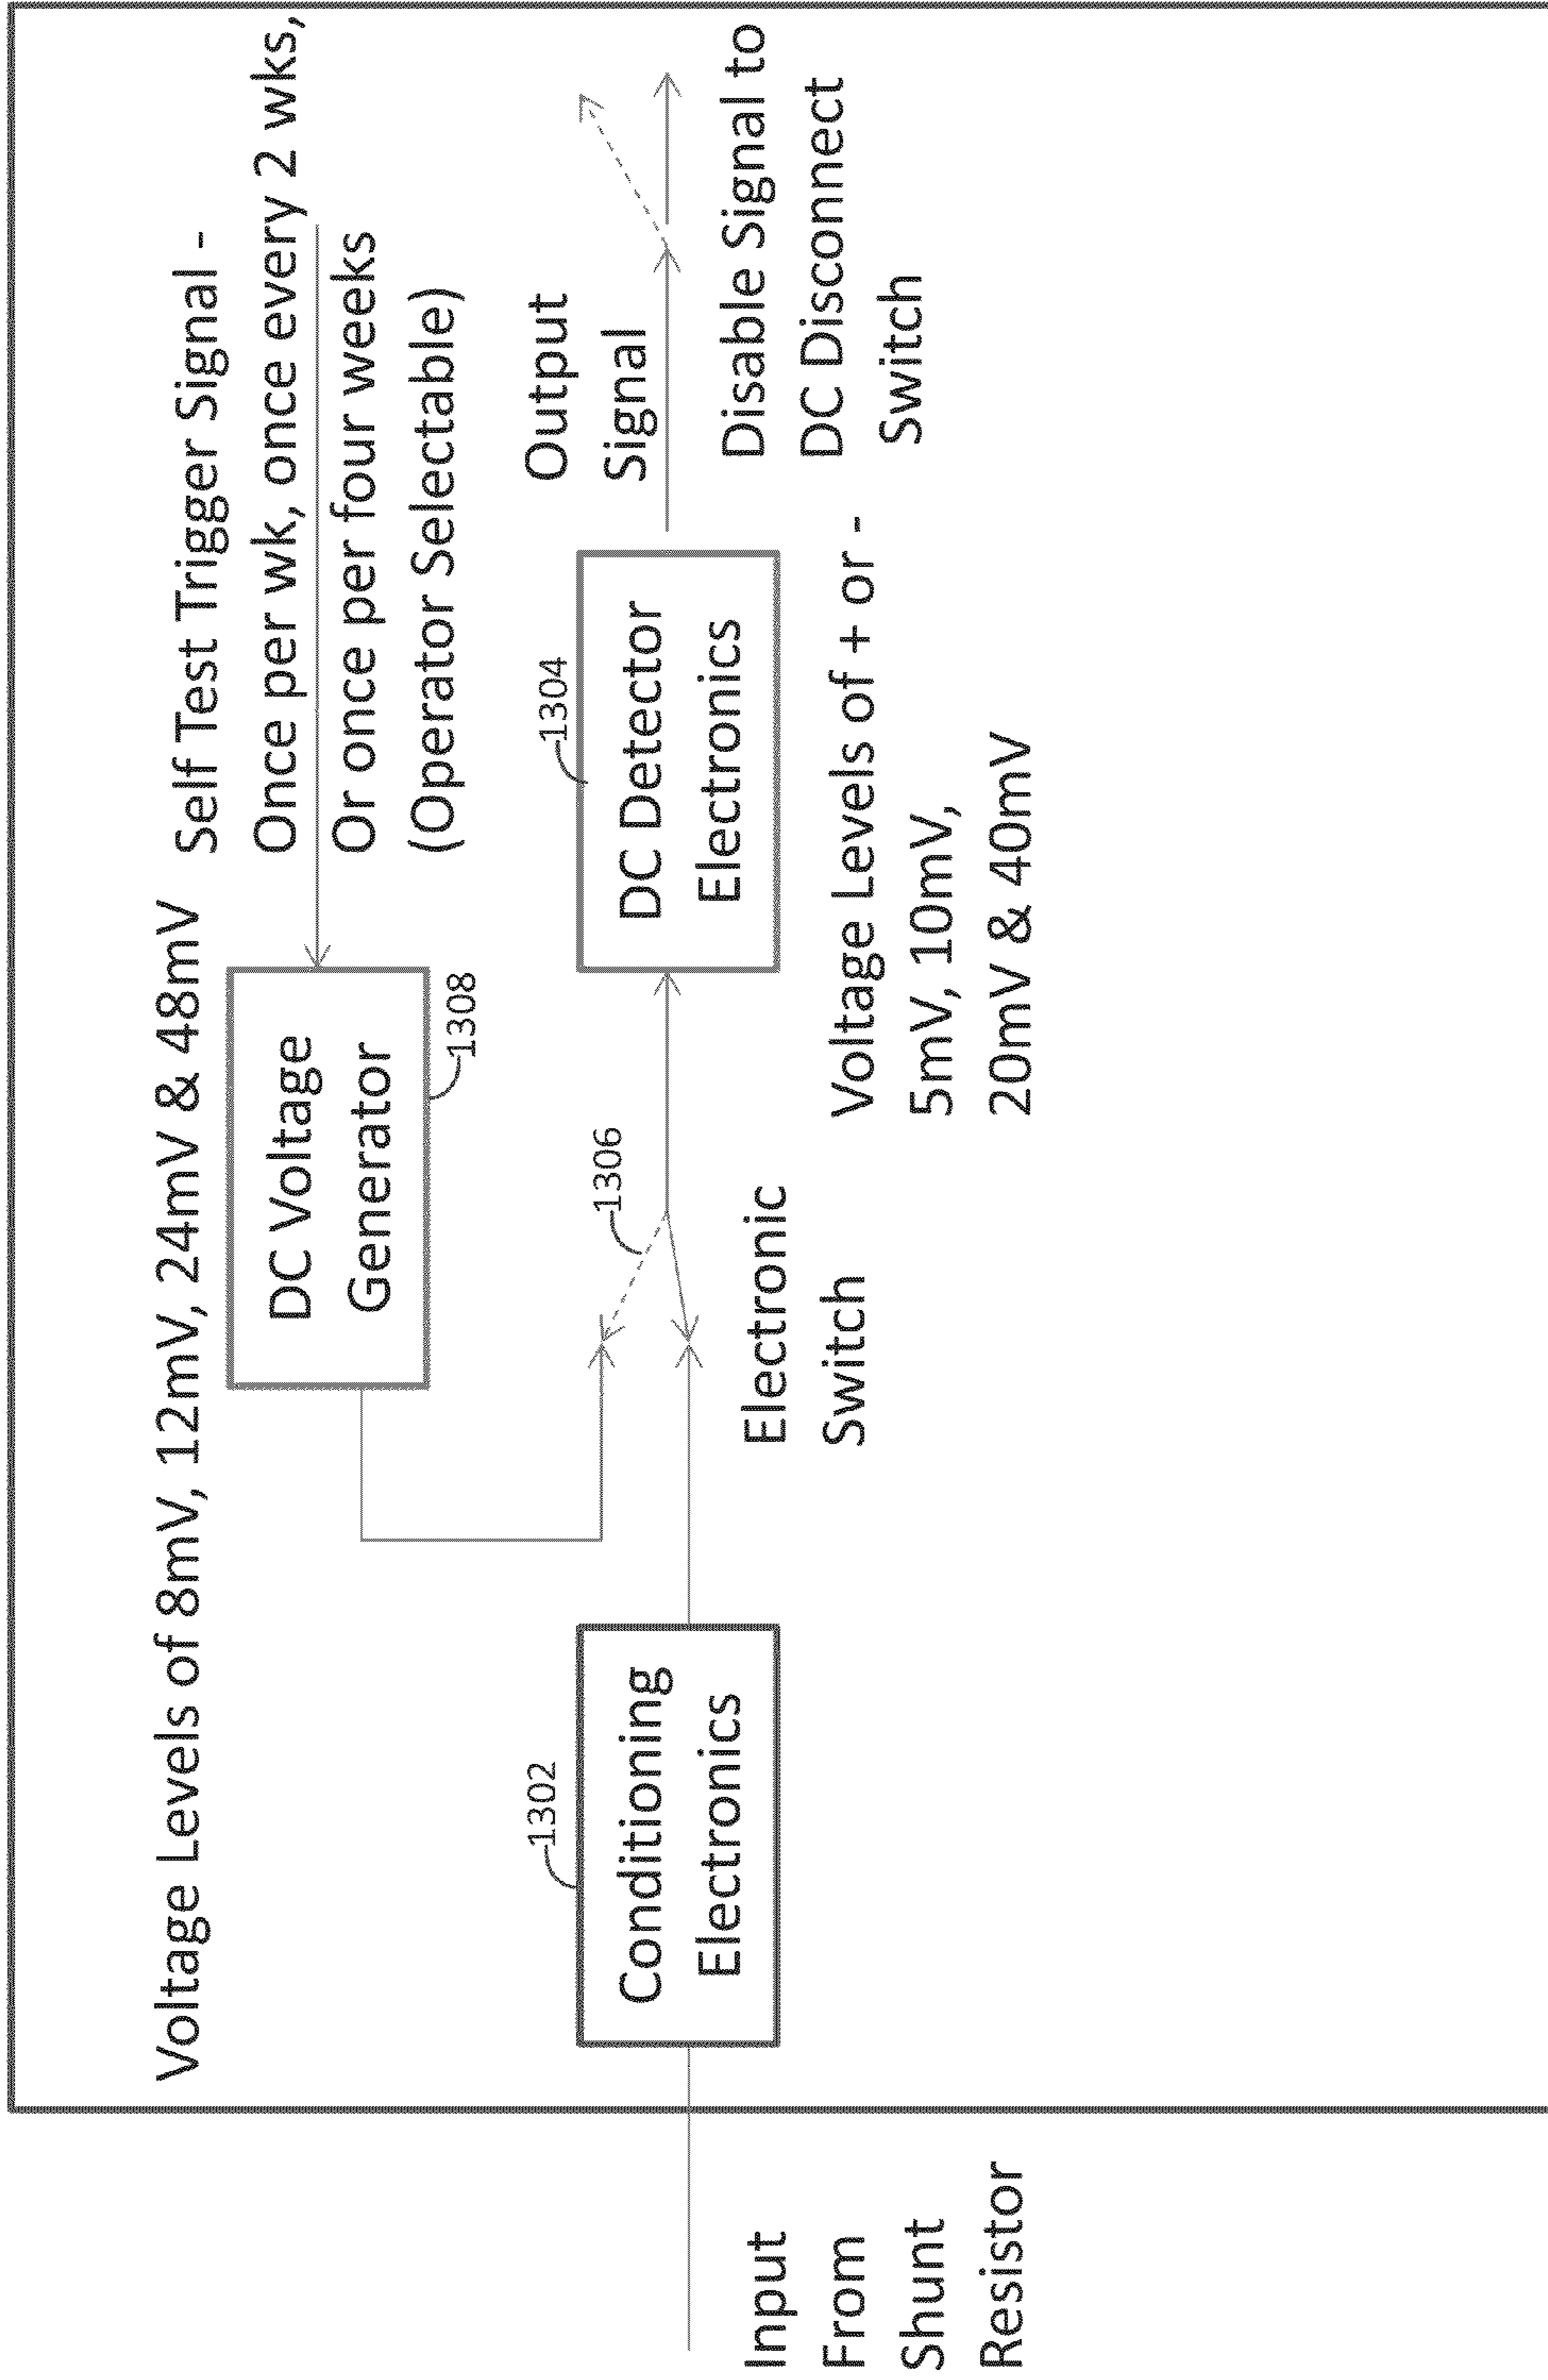 Voltage Levels of 8mV, 12mV, 24mV & 48mV
Self Test Trigger Signal -
Once per wk, once every 2 wks,
Or once per four weeks
(Operator Selectable)
DC Voltage
Generator
1308
1302
Conditioning
Electronics
1306
Electronic
Switch
1304
DC Detector
Electronics
Voltage Levels of + or -
5mV, 10mV,
20mV & 40mV
Output
Signal
Disable Signal to
DC Disconnect
Switch
Input
From
Shunt
Resistor